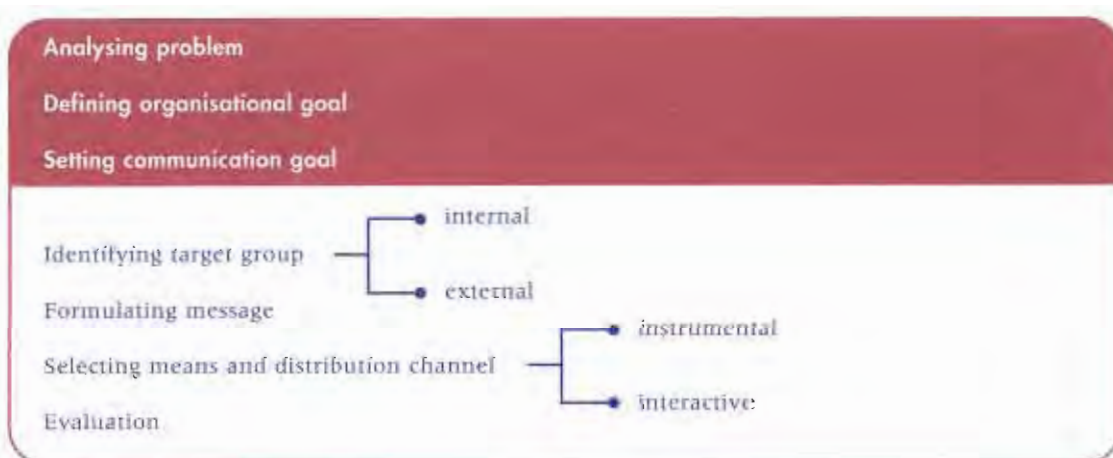 Analysing problem
Defining organisational goal
Setting communication goal
internal
Identifying target group
external
Formulating message
instrumental
Selecting means and distribution channel
interactive
Evaluation